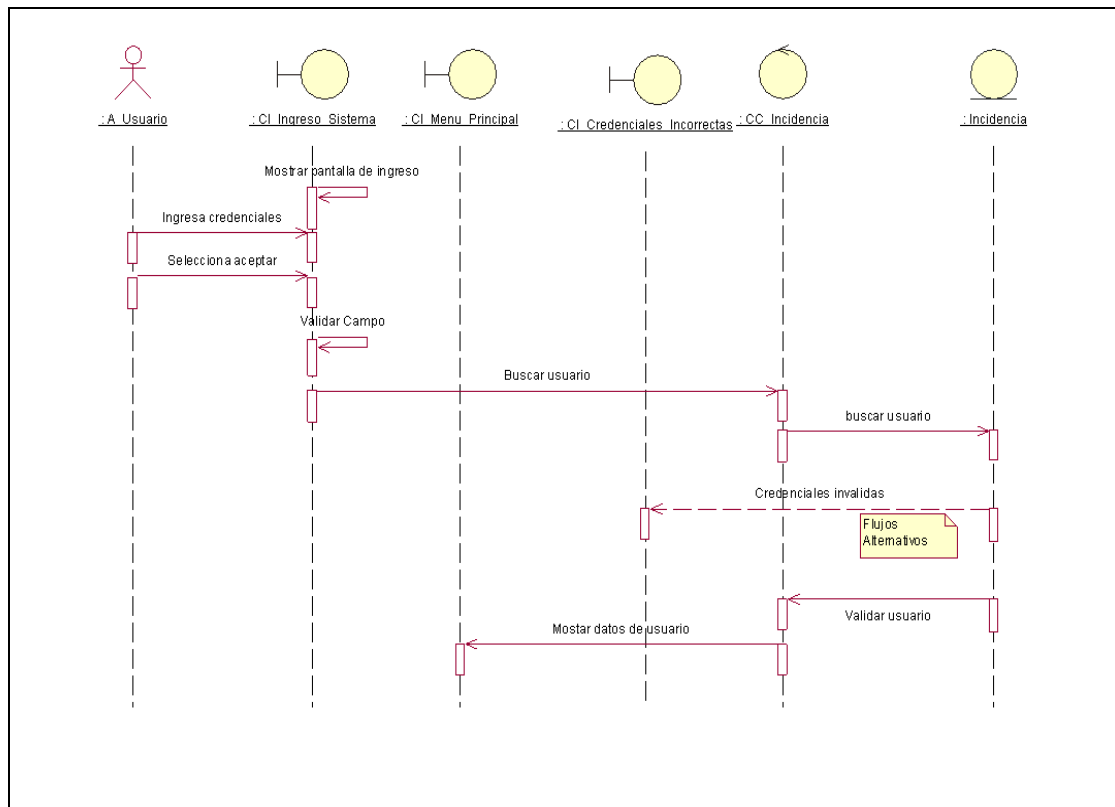 : A_Usuario
: CI_Ingreso_Sistema
: CI_Menu_Principal
: CI_Credenciales_Incorrectas
: CC_Incidencia
: Incidencia
Mostrar pantalla de ingreso
Ingresa credenciales
Selecciona aceptar
Validar Campo
Buscar usuario
buscar usuario
Credenciales invalidas
Flujos
Alternativos
Validar usuario
Mostar datos de usuario